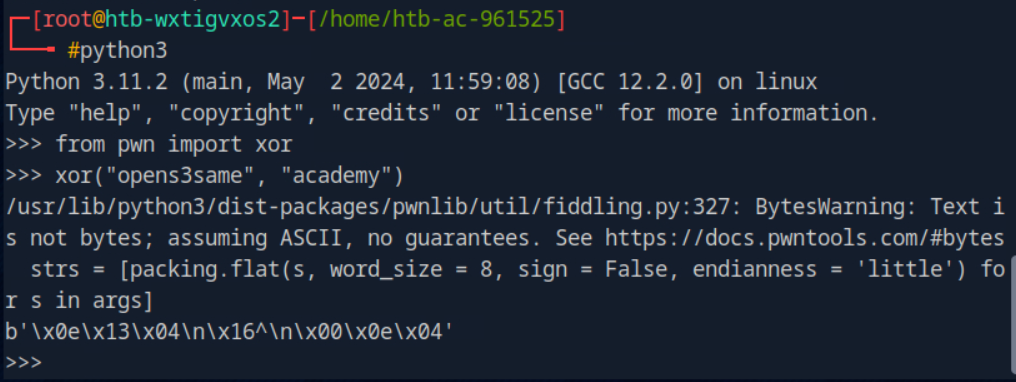 ┌─[root@htb-wxtigvxos2]─[/home/htb-ac-961525]
└──╼ #python3
Python 3.11.2 (main, May  2 2024, 11:59:08) [GCC 12.2.0] on linux
Type "help", "copyright", "credits" or "license" for more information.
>>> from pwn import xor
>>> xor("opens3same", "academy")
/usr/lib/python3/dist-packages/pwnlib/util/fiddling.py:327: BytesWarning: Text i
s not bytes; assuming ASCII, no guarantees. See https://docs.pwntools.com/#bytes
  strs = [packing.flat(s, word_size = 8, sign = False, endianness = 'little') fo
r s in args]
b'\x0e\x13\x04\n\x16^\n\x00\x0e\x04'
>>>